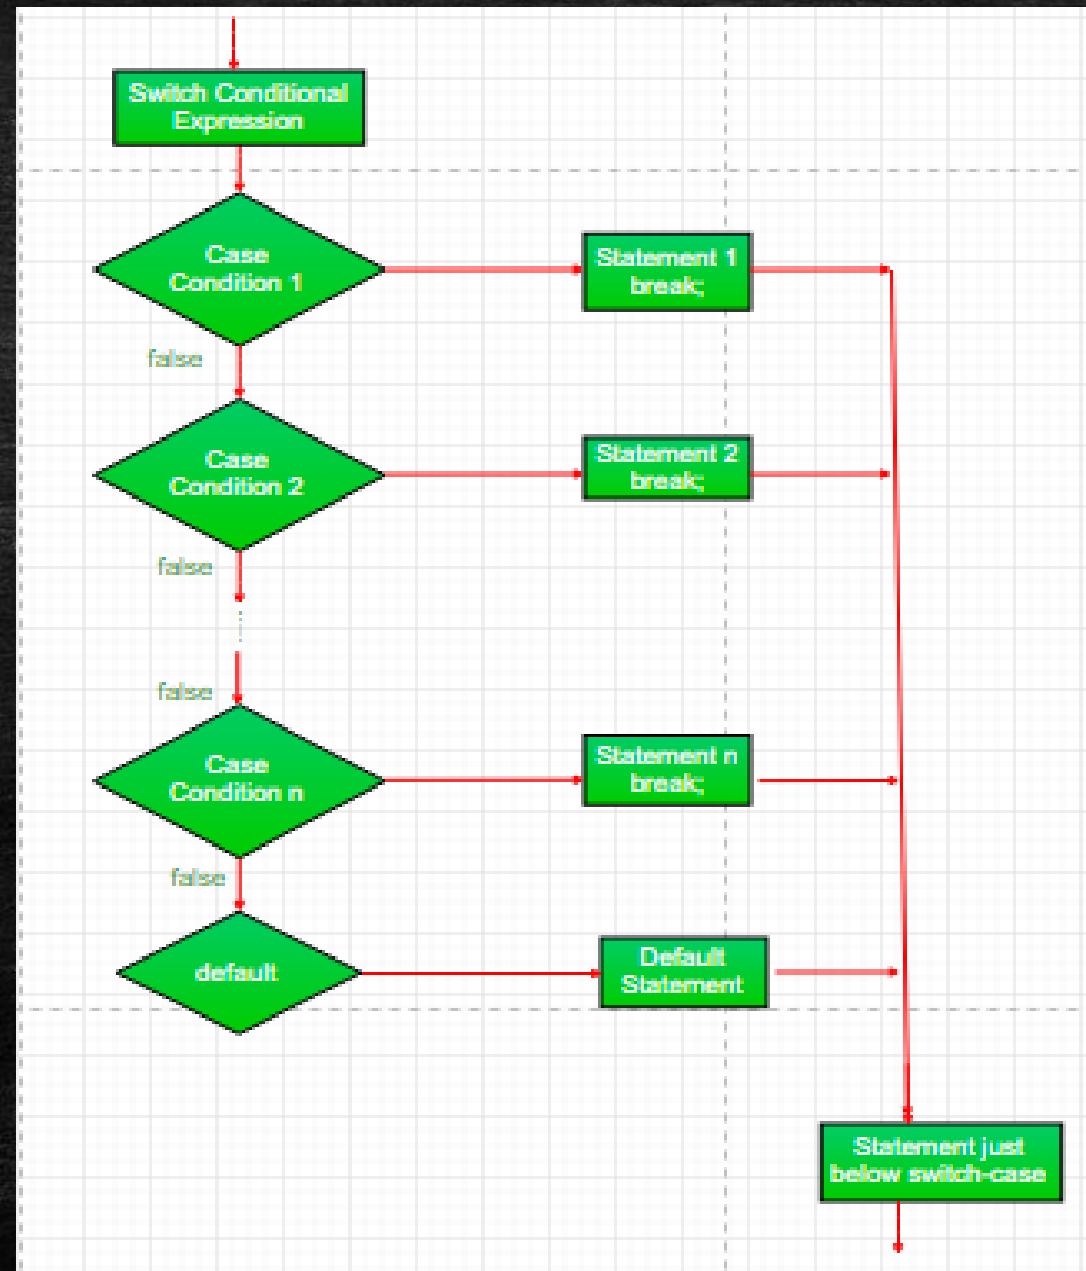 Switch Conditional
Expression
Case
Condition 1
Statement 1
break;
false
Case
Condition 2
Statement 2
break;
false
false
Case
Condition n
Statement n
break;
false
default
Default
Statement
Statement just
below switch-case